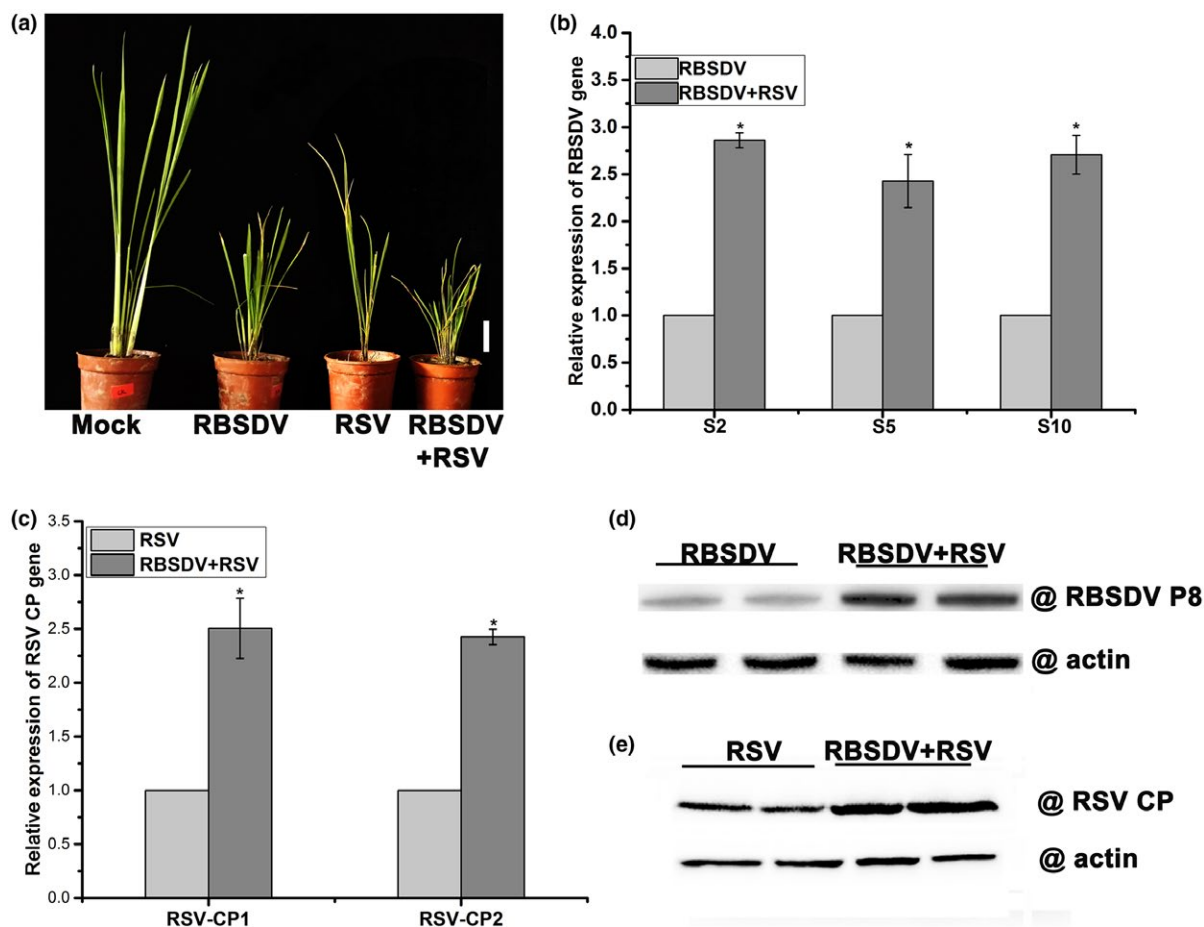 (a)
Mock
RBSDV
RSV
RBSDV
+RSV
(b)
Relative expression of RBSDV gene
4.0
3.5
3.0
2.5
2.0
1.5
1.0
0.5
0.0
RBSDV
RBSDV+RSV
*
*
*
S2
S5
S10
(c)
Relative expression of RSV CP gene
3.5
3.0
2.5
2.0
1.5
1.0
0.5
0.0
RSV
RBSDV+RSV
*
*
RSV-CP1
RSV-CP2
(d)
RBSDV
RBSDV+RSV
@ RBSDV P8
@ actin
(e)
RSV
RBSDV+RSV
@ RSV CP
@ actin